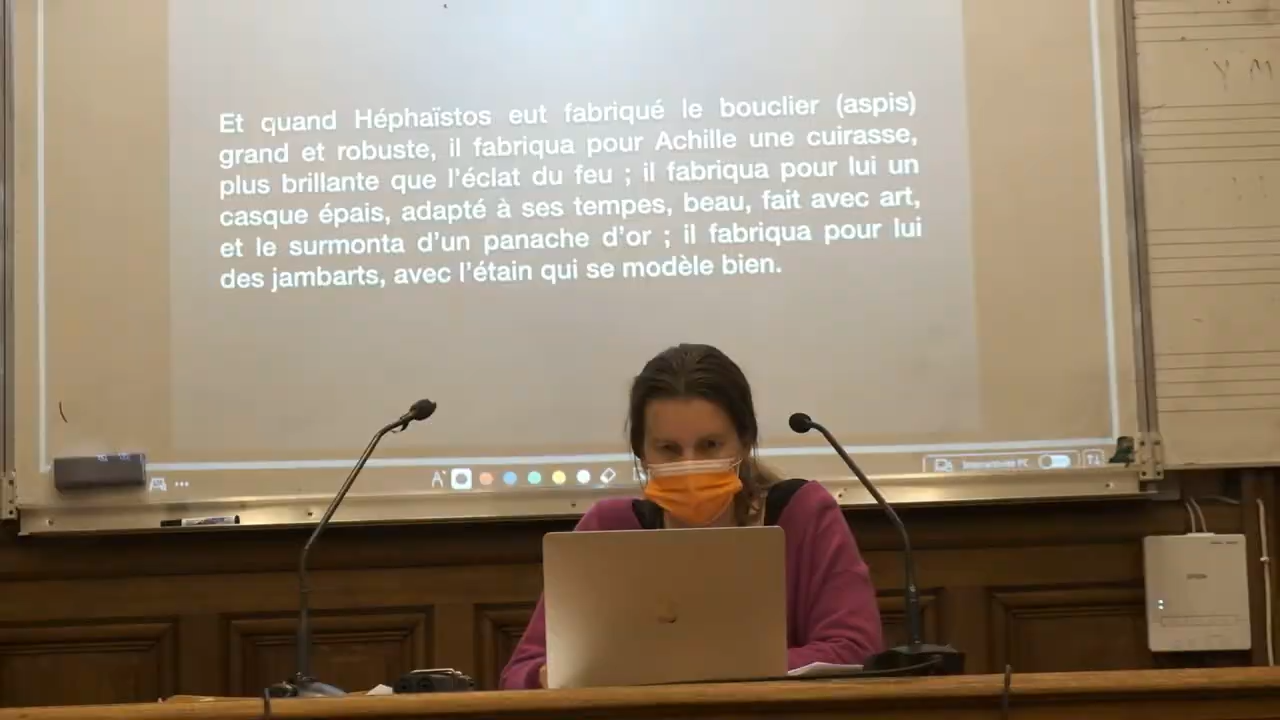 Et quand Héphaïstos eut fabriqué le bouclier (aspis)
grand et robuste, il fabriqua pour Achille une cuirasse,
plus brillante que l'éclat du feu ; il fabriqua pour lui un
casque épais, adapté à ses tempes, beau, fait avec art,
et le surmonta d'un panache d'or ; il fabriqua pour lui
des jambarts, avec l'étain qui se modèle bien.
Y M
EPSON